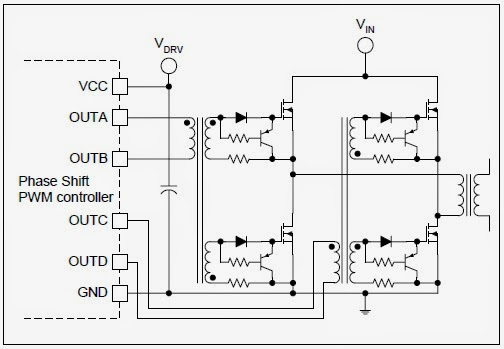 VIN
VDRV
VCC
OUTA
OUTB
Phase Shift
PWM controller
OUTC
OUTD
GND